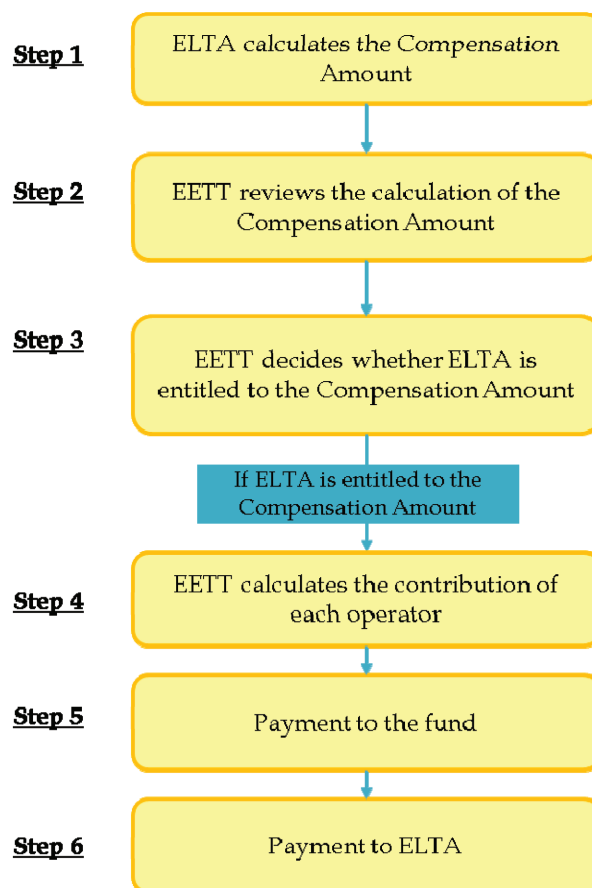 Step 1
ELTA calculates the Compensation
Amount
Step 2
EETT reviews the calculation of the
Compensation Amount
Step 3
EETT decides whether ELTA is
entitled to the Compensation Amount
If ELTA is entitled to the
Compensation Amount
Step 4
EETT calculates the contribution of
each operator
Step 5
Payment to the fund
Step 6
Payment to ELTA